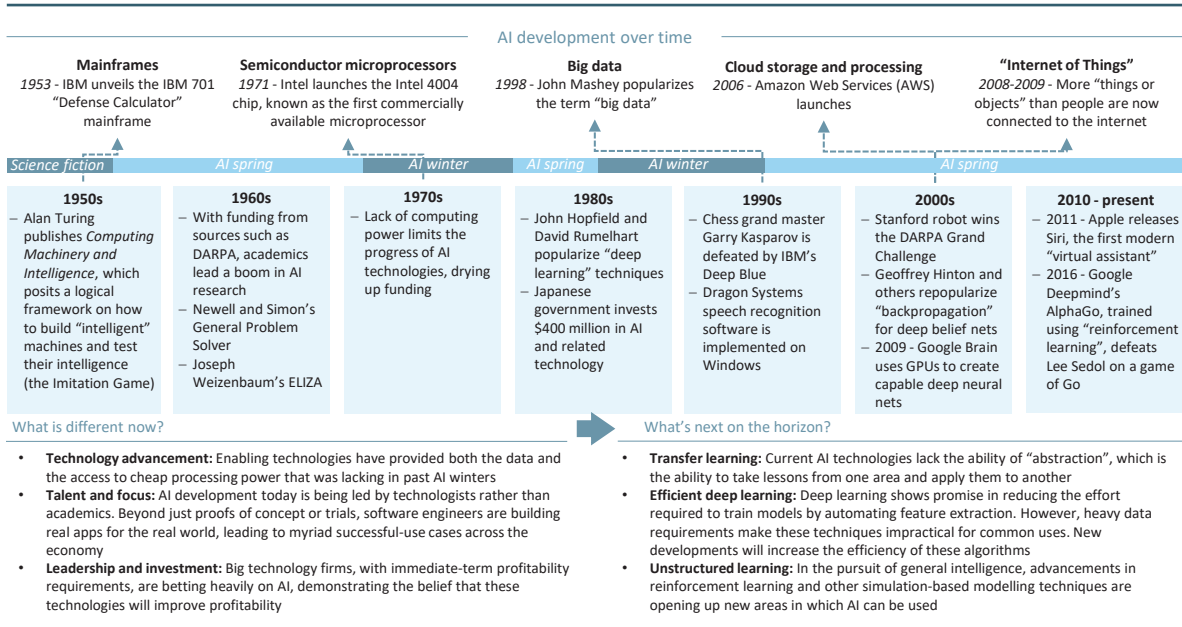 AI development over time
Mainframes
1953 - IBM unveils the IBM 701
“Defense Calculator”
mainframe
Semiconductor microprocessors
1971 - Intel launches the Intel 4004
chip, known as the first commercially
available microprocessor
Big data
1998 - John Mashey popularizes
the term “big data”
Cloud storage and processing
2006 - Amazon Web Services (AWS)
launches
“Internet of Things”
2008-2009 - More “things or
objects” than people are now
connected to the internet
Science fiction
AI spring
AI winter
AI spring
AI winter
AI spring
1950s
– Alan Turing
publishes Computing
Machinery and
Intelligence, which
posits a logical
framework on how
to build “intelligent”
machines and test
their intelligence
(the Imitation Game)
1960s
– With funding from
sources such as
DARPA, academics
lead a boom in AI
research
– Newell and Simon’s
General Problem
Solver
– Joseph
Weizenbaum’s ELIZA
1970s
– Lack of computing
power limits the
progress of AI
technologies, drying
up funding
1980s
– John Hopfield and
David Rumelhart
popularize “deep
learning” techniques
– Japanese
government invests
$400 million in AI
and related
technology
1990s
– Chess grand master
Garry Kasparov is
defeated by IBM’s
Deep Blue
– Dragon Systems
speech recognition
software is
implemented on
Windows
2000s
– Stanford robot wins
the DARPA Grand
Challenge
– Geoffrey Hinton and
others repopularize
“backpropagation”
for deep belief nets
– 2009 - Google Brain
uses GPUs to create
capable deep neural
nets
2010 - present
– 2011 - Apple releases
Siri, the first modern
“virtual assistant”
– 2016 - Google
Deepmind’s
AlphaGo, trained
using “reinforcement
learning”, defeats
Lee Sedol on a game
of Go
What is different now?
• Technology advancement: Enabling technologies have provided both the data and
the access to cheap processing power that was lacking in past AI winters
• Talent and focus: AI development today is being led by technologists rather than
academics. Beyond just proofs of concept or trials, software engineers are building
real apps for the real world, leading to myriad successful-use cases across the
economy
• Leadership and investment: Big technology firms, with immediate-term profitability
requirements, are betting heavily on AI, demonstrating the belief that these
technologies will improve profitability
What’s next on the horizon?
• Transfer learning: Current AI technologies lack the ability of “abstraction”, which is
the ability to take lessons from one area and apply them to another
• Efficient deep learning: Deep learning shows promise in reducing the effort
required to train models by automating feature extraction. However, heavy data
requirements make these techniques impractical for common uses. New
developments will increase the efficiency of these algorithms
• Unstructured learning: In the pursuit of general intelligence, advancements in
reinforcement learning and other simulation-based modelling techniques are
opening up new areas in which AI can be used